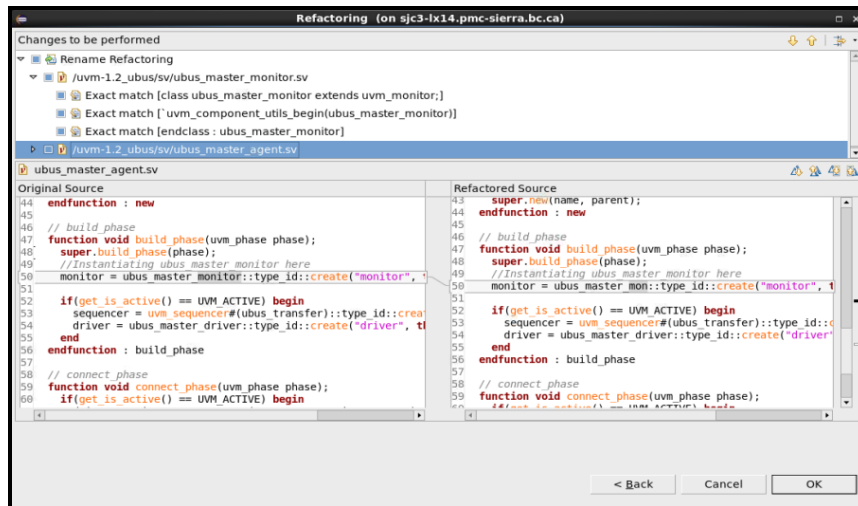 Refactoring (on sjc3-lx14.pmc-sierra.bc.ca)
Changes to be performed
Rename Refactoring
/uvm-1.2_ubus/sv/ubus_master_monitor.sv
Exact match [class ubus_master_monitor extends uvm_monitor;]
Exact match [`uvm_component_utils_begin(ubus_master_monitor)]
Exact match [endclass : ubus_master_monitor]
/uvm-1.2_ubus/sv/ubus_master_agent.sv
ubus_master_agent.sv
Original Source
44 endfunction : new
45
46 // build_phase
47 function void build_phase(uvm_phase phase);
48 super.build_phase(phase);
49 //Instantiating ubus_master_monitor here
50 monitor = ubus_master_monitor::type_id::create("monitor", t
51
52 if(get_is_active() == UVM_ACTIVE) begin
53 sequencer = uvm_sequencer#(ubus_transfer)::type_id::crea
54 driver = ubus_master_driver::type_id::create("driver", th
55 end
56 endfunction : build_phase
57
58 // connect_phase
59 function void connect_phase(uvm_phase phase);
60 if(get_is_active() == UVM_ACTIVE) begin
Refactored Source
43 super.new(name, parent);
44 endfunction : new
45
46 // build_phase
47 function void build_phase(uvm_phase phase);
48 super.build_phase(phase);
49 //Instantiating ubus_master_monitor here
50 monitor = ubus_master_mon::type_id::create("monitor", t
51
52 if(get_is_active() == UVM_ACTIVE) begin
53 sequencer = uvm_sequencer#(ubus_transfer)::type_id::c
54 driver = ubus_master_driver::type_id::create("driver"
55 end
56 endfunction : build_phase
57
58 // connect_phase
59 function void connect_phase(uvm_phase phase);
60 if(get_is_active() == UVM_ACTIVE) begin
< Back
Cancel
OK